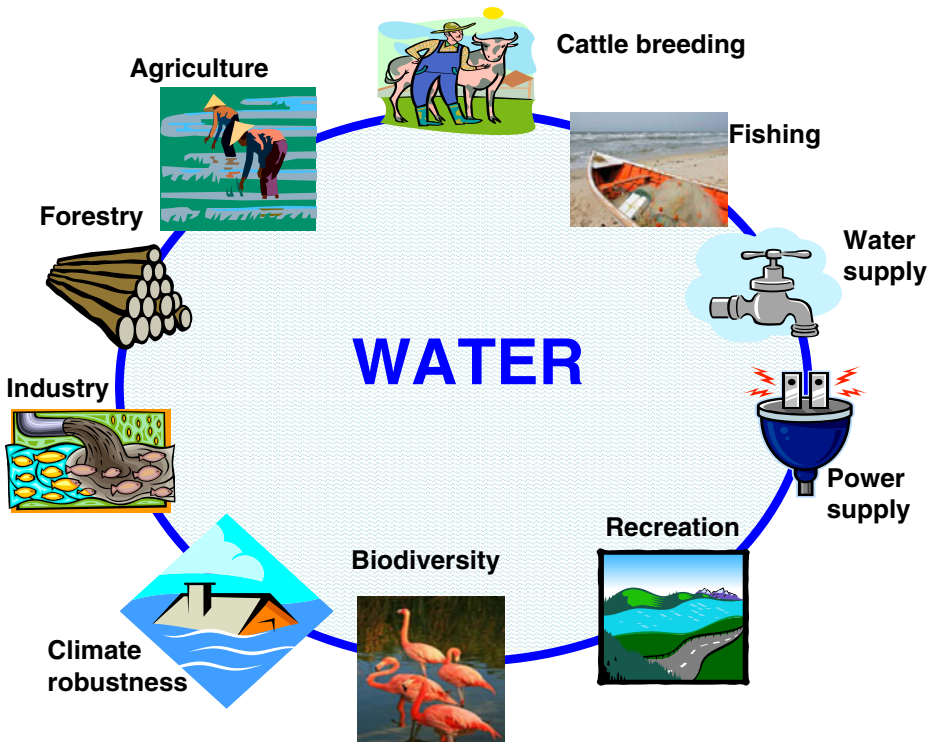 Cattle breeding
Agriculture
Fishing
Forestry
Water
supply
WATER
Industry
Power
supply
Recreation
Biodiversity
Climate
robustness